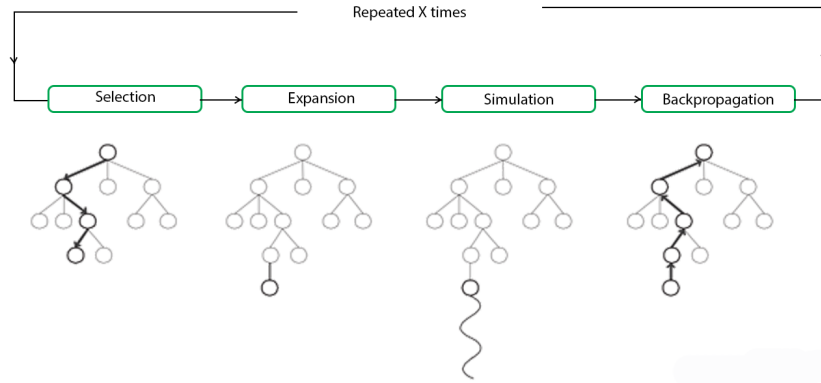 Repeated X times
Selection
Expansion
Simulation
Backpropagation